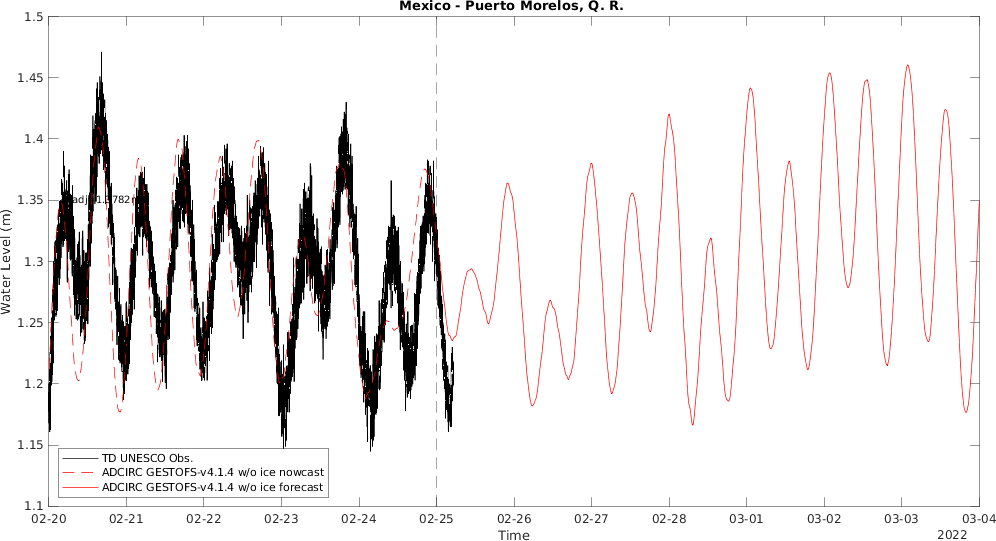 Mexico - Puerto Morelos, Q. R.
1.5
1.45
1.4
1.35
1.3
1.25
1.2
1.15
1.1
Water Level (m)
TD UNESCO Obs.
ADCIRC GESTOFS-v4.1.4 w/o ice nowcast
ADCIRC GESTOFS-v4.1.4 w/o ice forecast
02-20 02-21 02-22 02-23 02-24 02-25 02-26 02-27 02-28 03-01 03-02 03-03 03-04
Time
2022